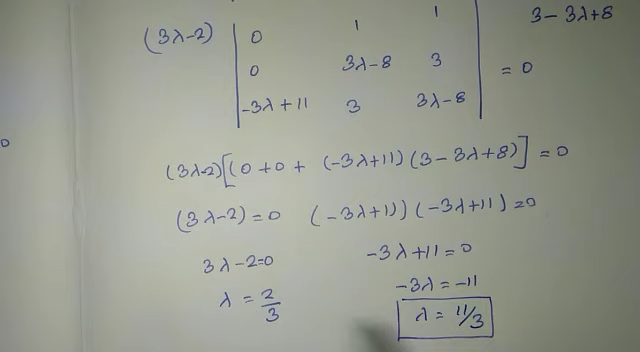 (3λ-2) | 0 1 1 | 3-3λ+8
| 0 3λ-8 3 | = 0
| -3λ+11 3 3λ-8 |
(3λ-2)[(0+0+ (-3λ+11)(3-3λ+8)] = 0
(3λ-2)=0 (-3λ+11)(-3λ+11)=0
3λ-2=0 -3λ+11=0
λ = 2/3 -3λ = -11
λ = 11/3